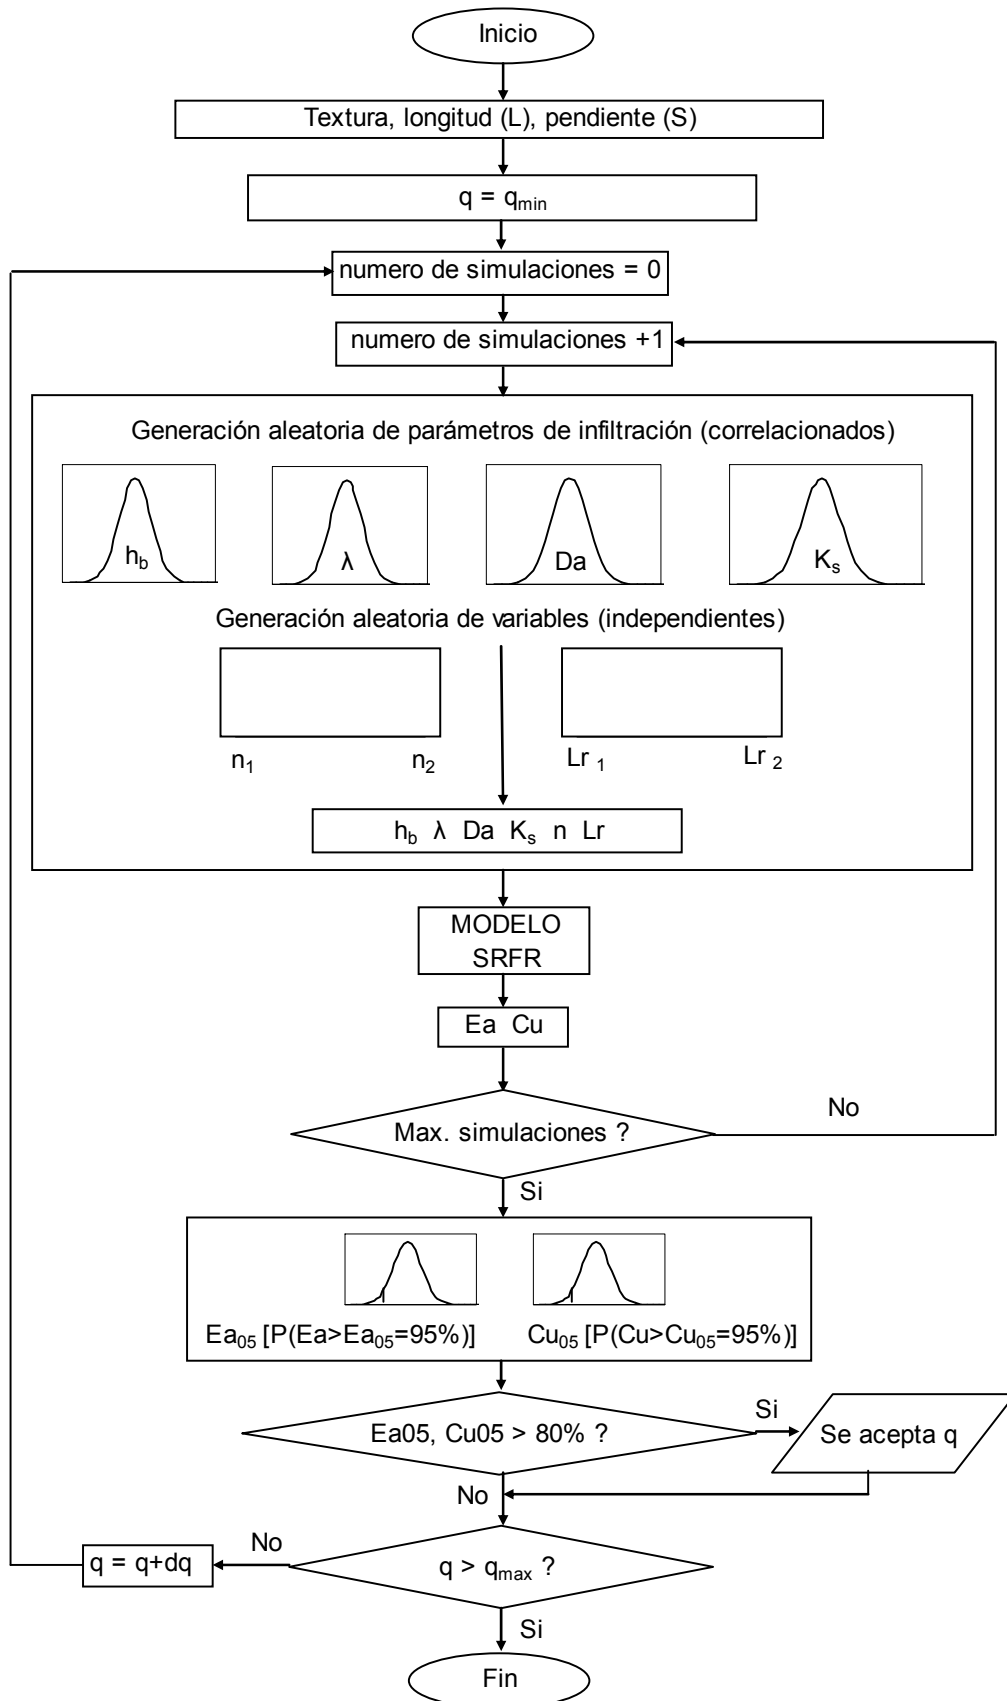 Inicio
Textura, longitud (L), pendiente (S)
q = qmin
numero de simulaciones = 0
numero de simulaciones +1
Generación aleatoria de parámetros de infiltración (correlacionados)
hb
λ
Da
Ks
Generación aleatoria de variables (independientes)
n1
n2
Lr 1
Lr 2
hb λ Da Ks n Lr
MODELO
SRFR
Ea Cu
Max. simulaciones ?
No
Si
Ea05 [P(Ea>Ea05=95%)]
Cu05 [P(Cu>Cu05=95%)]
Ea05, Cu05 > 80% ?
Si
Se acepta q
No
q > qmax ?
No
q = q+dq
Si
Fin